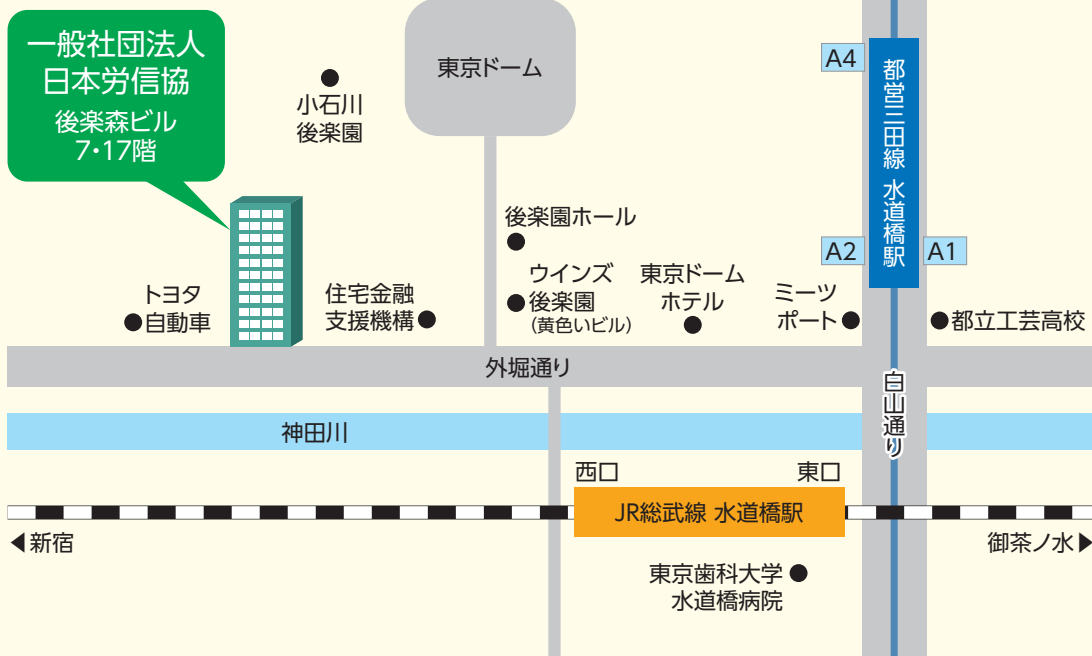 一般社団法人
日本労信協
後楽森ビル
7・17階
小石川
後楽園
東京ドーム
A4
都営三田線 水道橋駅
A2
A1
後楽園ホール
ウインズ
後楽園
(黄色いビル)
東京ドーム
ホテル
ミーツ
ポート
都立工芸高校
トヨタ
自動車
住宅金融
支援機構
外堀通り
白山通り
神田川
西口
東口
JR総武線 水道橋駅
◀新宿
御茶ノ水▶
東京歯科大学
水道橋病院